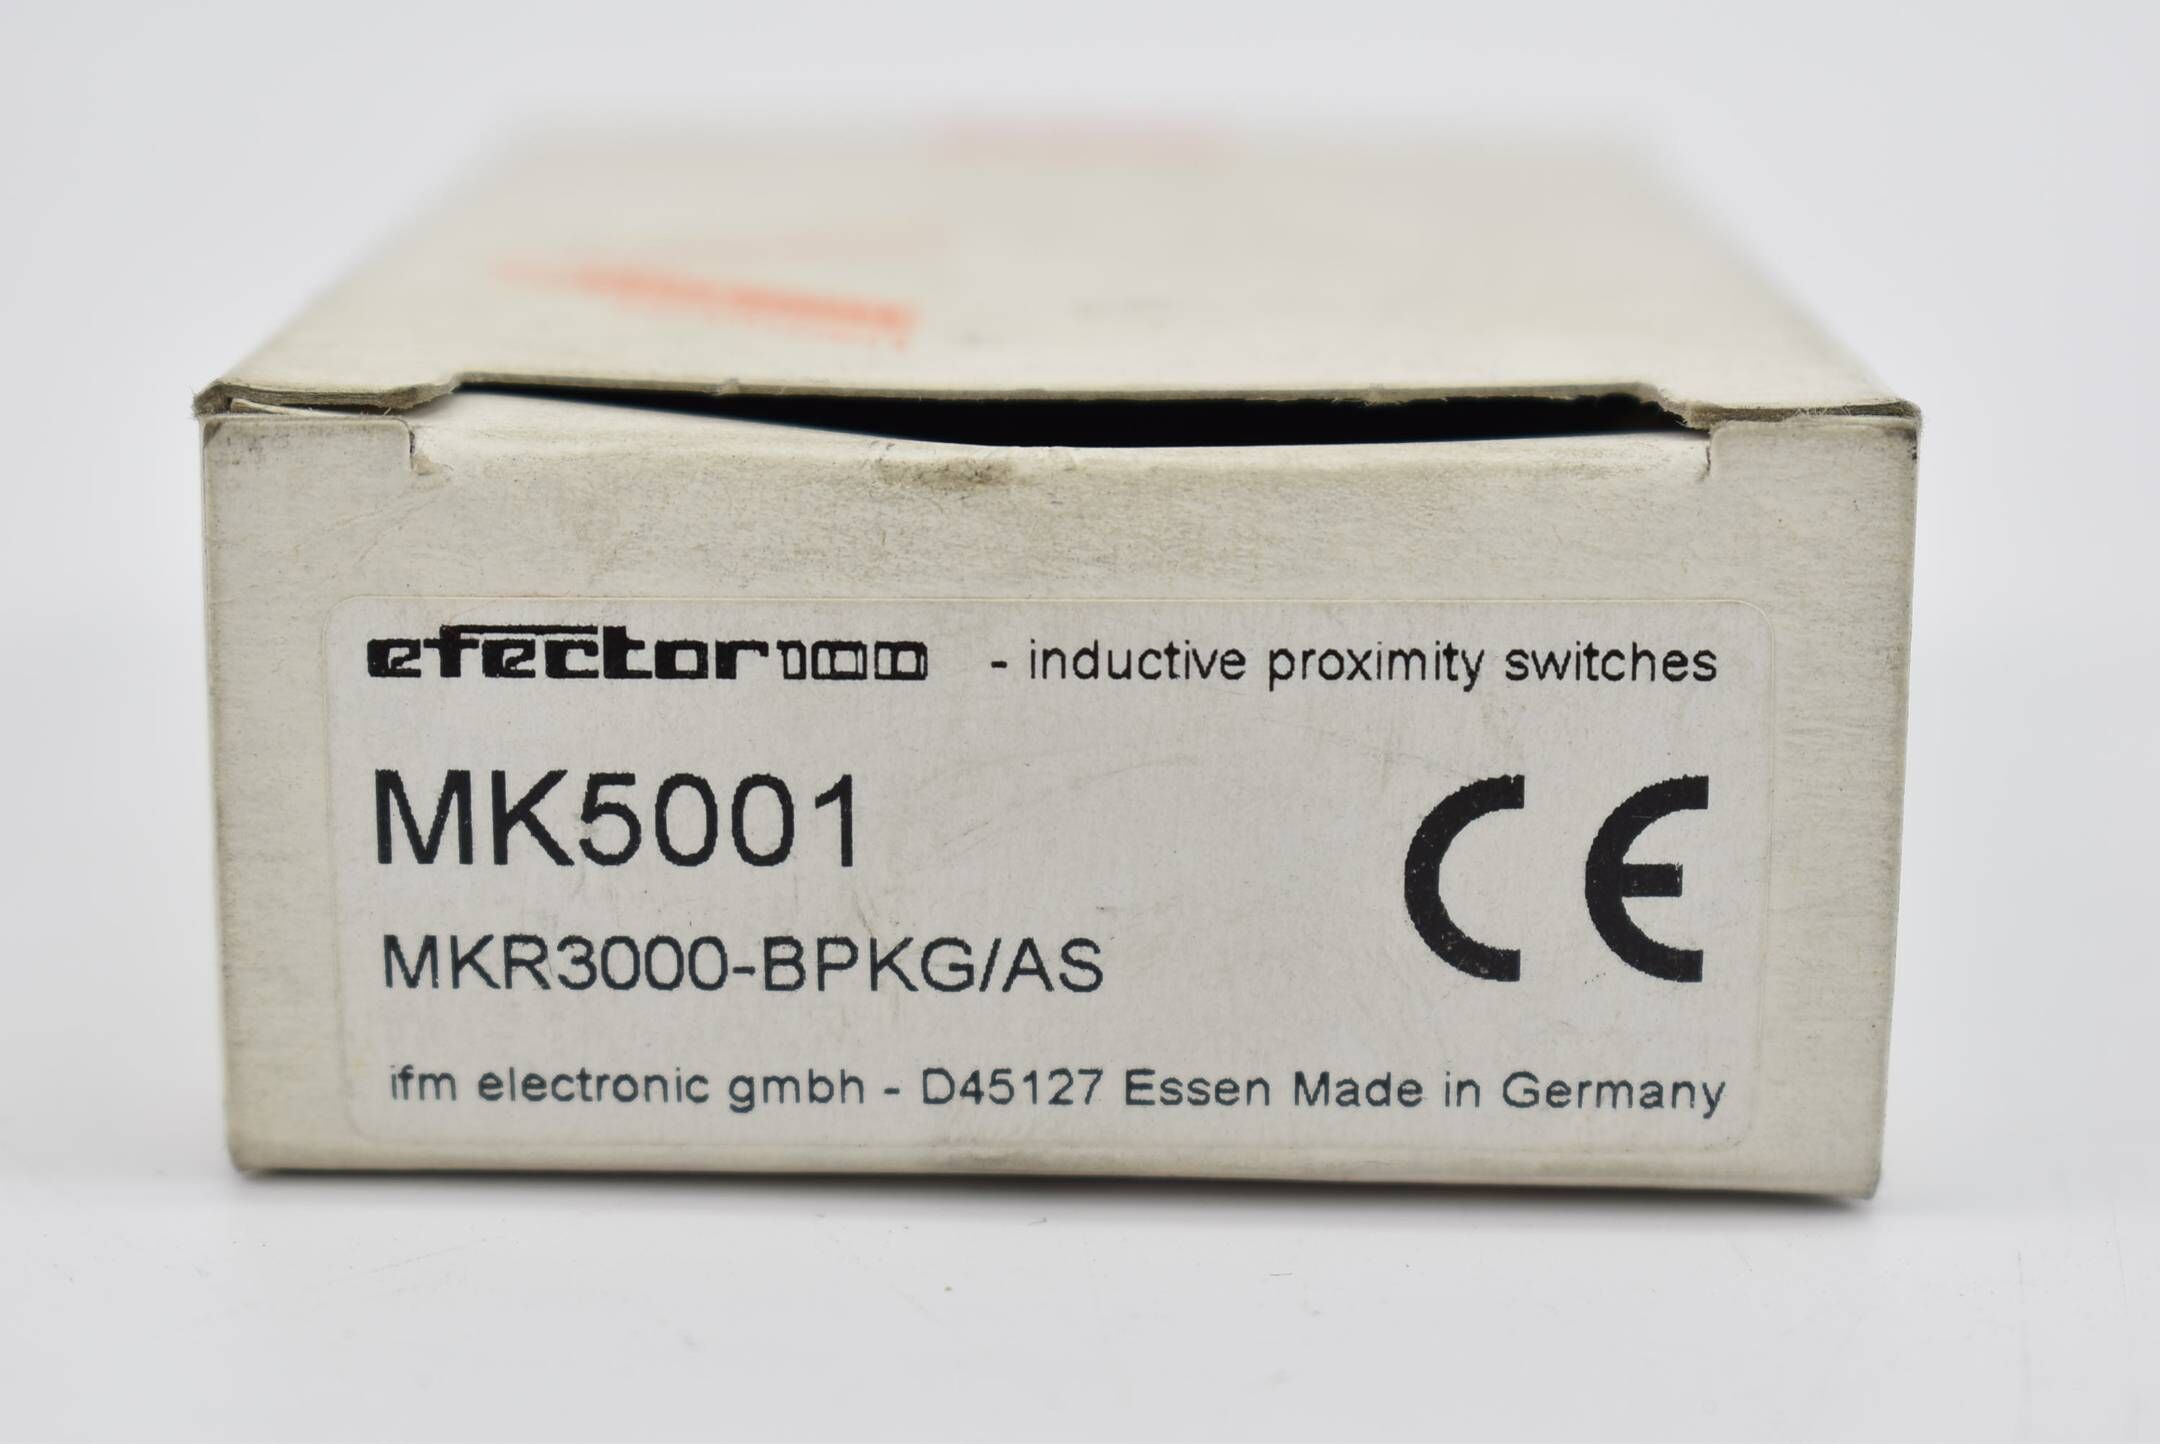 efector100 - inductive proximity switches
MK5001
CE
MKR3000-BPKG/AS
ifm electronic gmbh - D45127 Essen Made in Germany